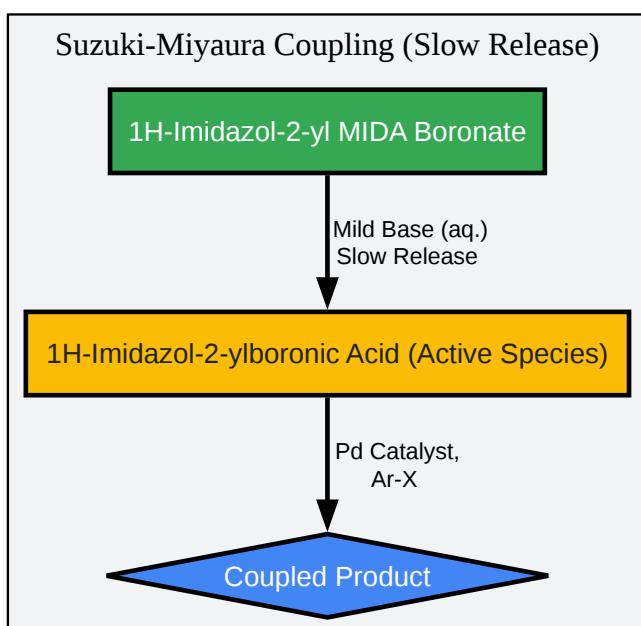 Suzuki-Miyaura Coupling (Slow Release)
1H-Imidazol-2-yl MIDA Boronate
Mild Base (aq.)
Slow Release
1H-Imidazol-2-ylboronic Acid (Active Species)
Pd Catalyst,
Ar-X
Coupled Product